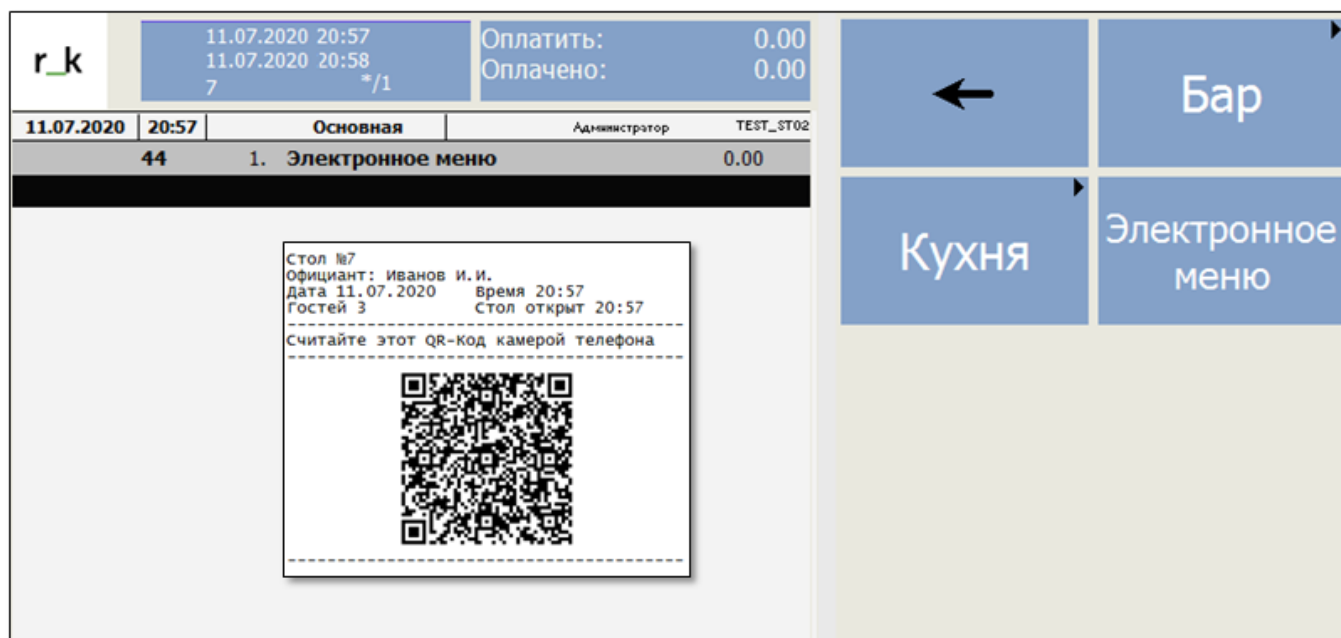 r_k
11.07.2020 20:57
11.07.2020 20:58
7 */1
Оплатить: 0.00
Оплачено: 0.00
11.07.2020 20:57 Основная Администратор TEST_ST02
44 1. Электронное меню 0.00
Стол №7
Официант: Иванов И.И.
Дата 11.07.2020 Время 20:57
Гостей 3 Стол открыт 20:57
Считайте этот QR-Код камерой телефона
Бар
Кухня
Электронное
меню